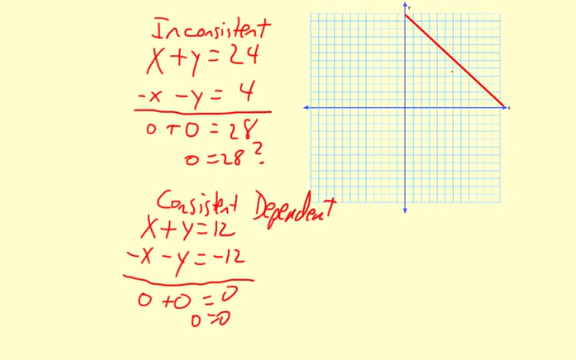 Inconsistent
x+y=24
-x-y=4
0+0=28
0=28?
Consistent Dependent
x+y=12
-x-y=-12
0+0=0
0=0